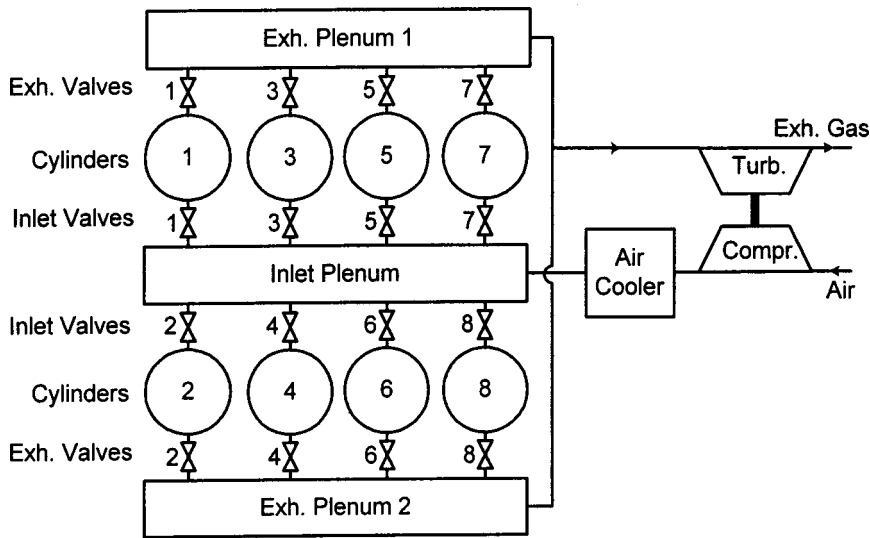 Exh. Plenum 1
Exh. Valves 1 3 5 7
Exh. Gas
Cylinders 1 3 5 7
Turb.
Inlet Valves 1 3 5 7
Inlet Plenum
Air
Cooler
Compr.
Air
Inlet Valves 2 4 6 8
Cylinders 2 4 6 8
Exh. Valves 2 4 6 8
Exh. Plenum 2